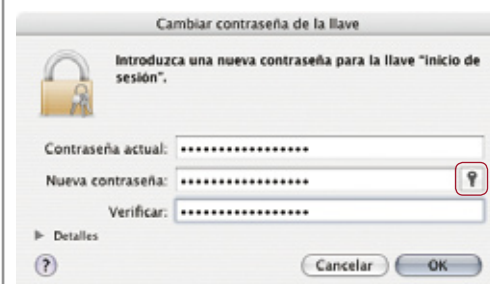 Cambiar contraseña de la llave
Introduzca una nueva contraseña para la llave "inicio de
sesión".
Contraseña actual: •••••••••••••••••
Nueva contraseña: •••••••••••••••••
Verificar: •••••••••••••••••
Detalles
?
Cancelar OK